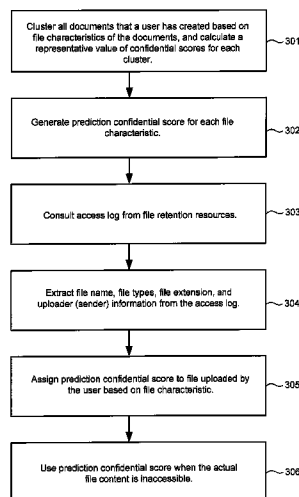 Cluster all documents that a user has created based on
file characteristics of the documents, and calculate a
representative value of confidential scores for each
cluster.
301
Generate prediction confidential score for each file
characteristic.
302
Consult access log from file retention resources.
303
Extract file name, file types, file extension, and
uploader (sender) information from the access log.
304
Assign prediction confidential score to file uploaded by
the user based on file characteristic.
305
Use prediction confidential score when the actual
file content is inaccessible.
306